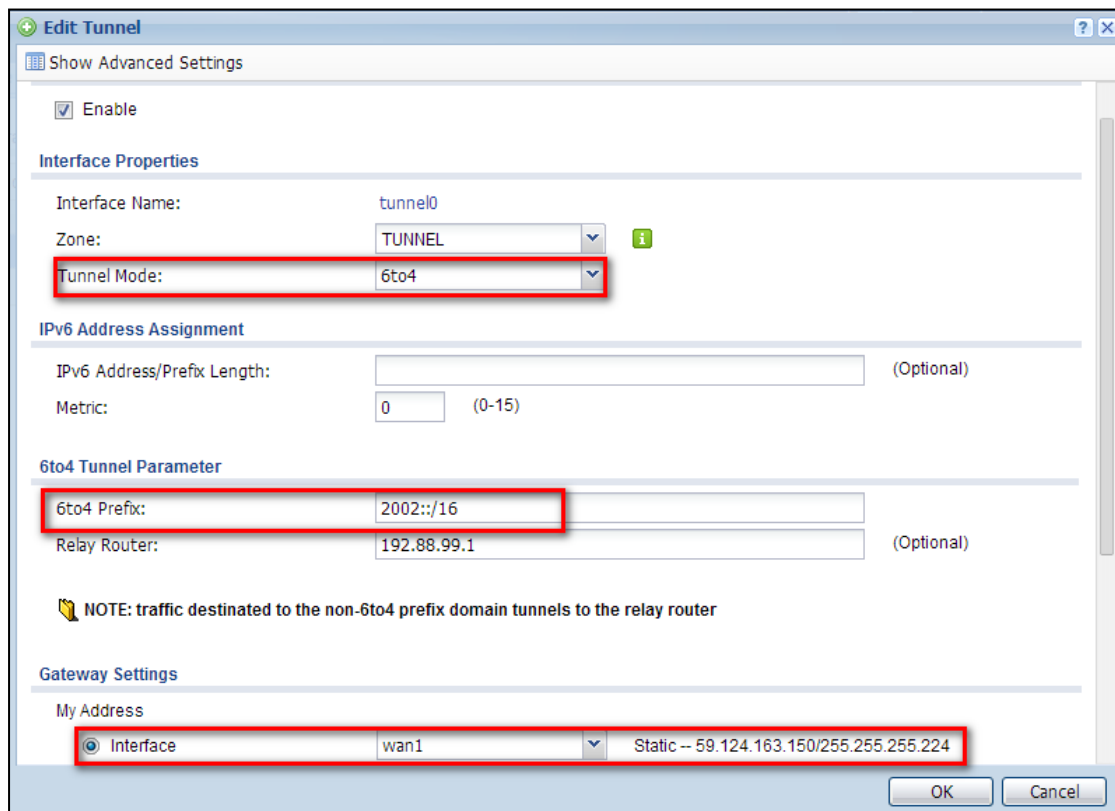 Edit Tunnel
Show Advanced Settings
Enable
Interface Properties
Interface Name: tunnel0
Zone: TUNNEL
Tunnel Mode: 6to4
IPv6 Address Assignment
IPv6 Address/Prefix Length: (Optional)
Metric: 0 (0-15)
6to4 Tunnel Parameter
6to4 Prefix: 2002::/16
Relay Router: 192.88.99.1 (Optional)
NOTE: traffic destinated to the non-6to4 prefix domain tunnels to the relay router
Gateway Settings
My Address
Interface wan1 Static -- 59.124.163.150/255.255.255.224
OK Cancel